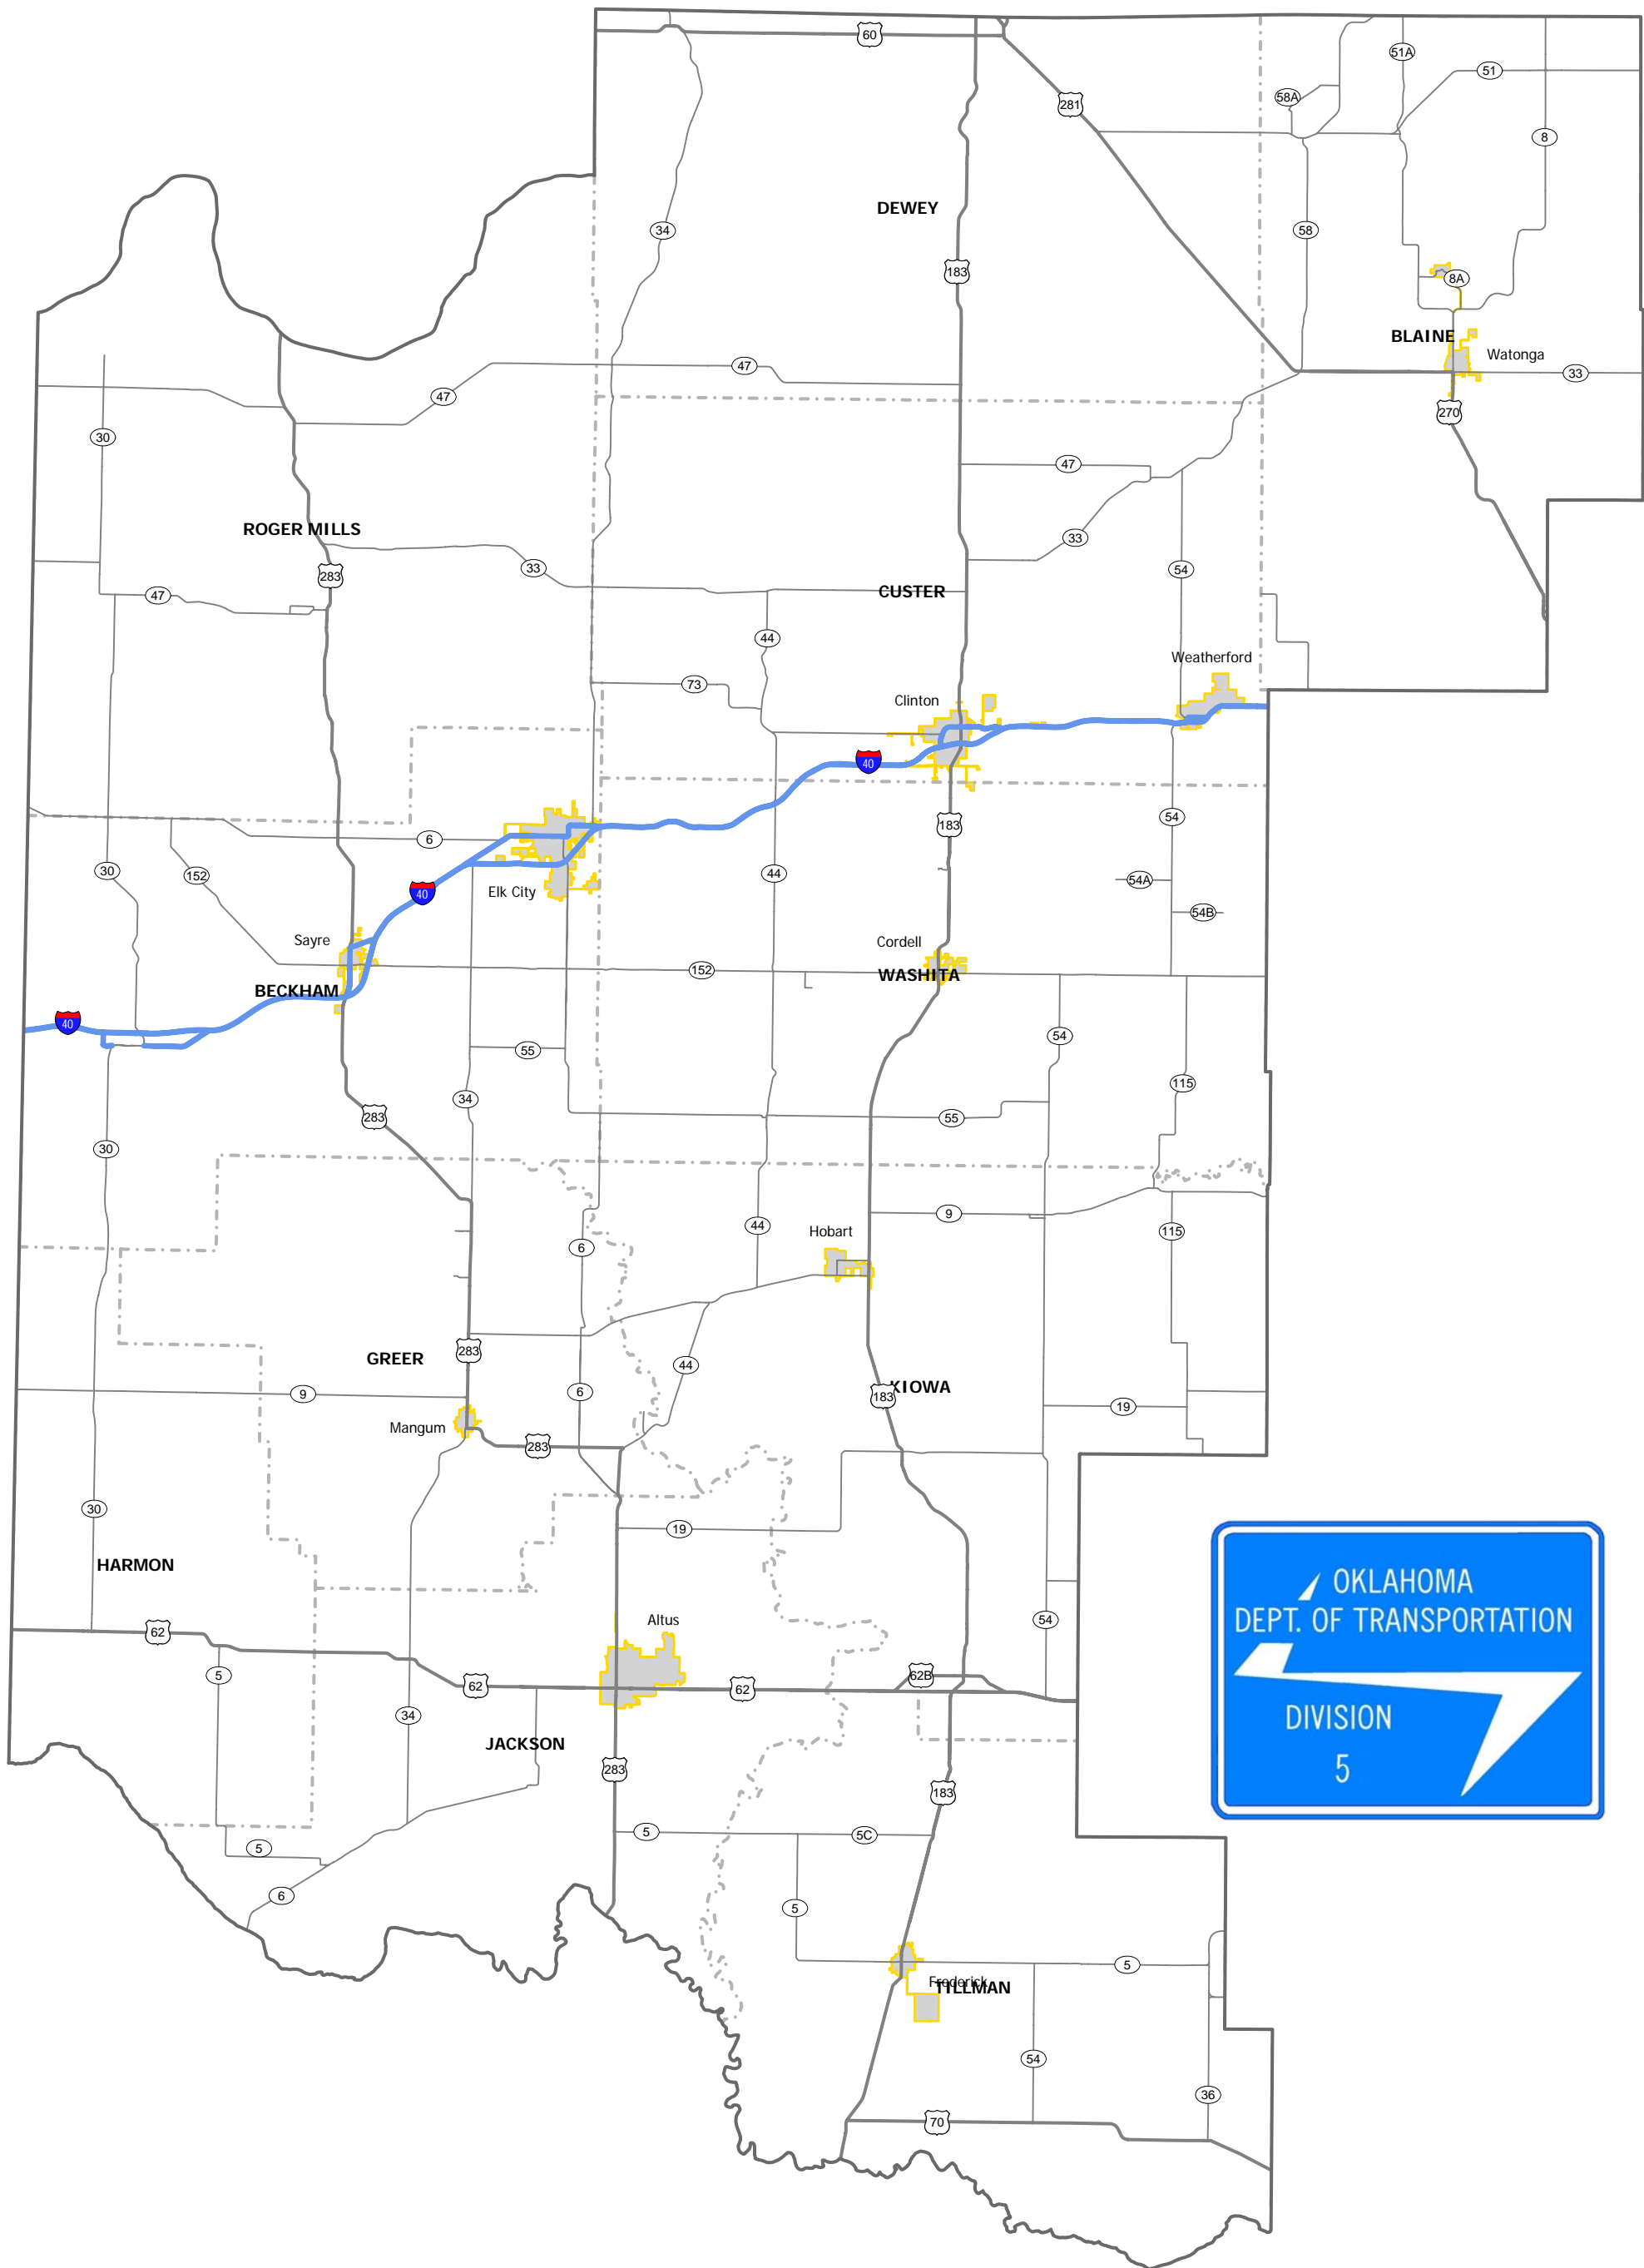 60
51A
51
58A
281
8
DEWEY
34
58
183
8A
BLAINE
Watonga
47
33
47
270
30
47
ROGER MILLS
33
33
283
54
CUSTER
47
44
Weatherford
73
Clinton
40
54
183
6
30
152
44
54A
40
Elk City
54B
Sayre
Cordell
152
WASHITA
BECKHAM
40
54
55
115
34
283
55
30
9
44
Hobart
115
6
283
GREER
44
9
6
183
KIOWA
19
Mangum
283
30
19
HARMON
OKLAHOMA
DEPT. OF TRANSPORTATION
DIVISION
5
Altus
54
62
5
62B
62
62
34
JACKSON
283
183
5
5C
5
6
5
5
Frederick
TILLMAN
54
36
70